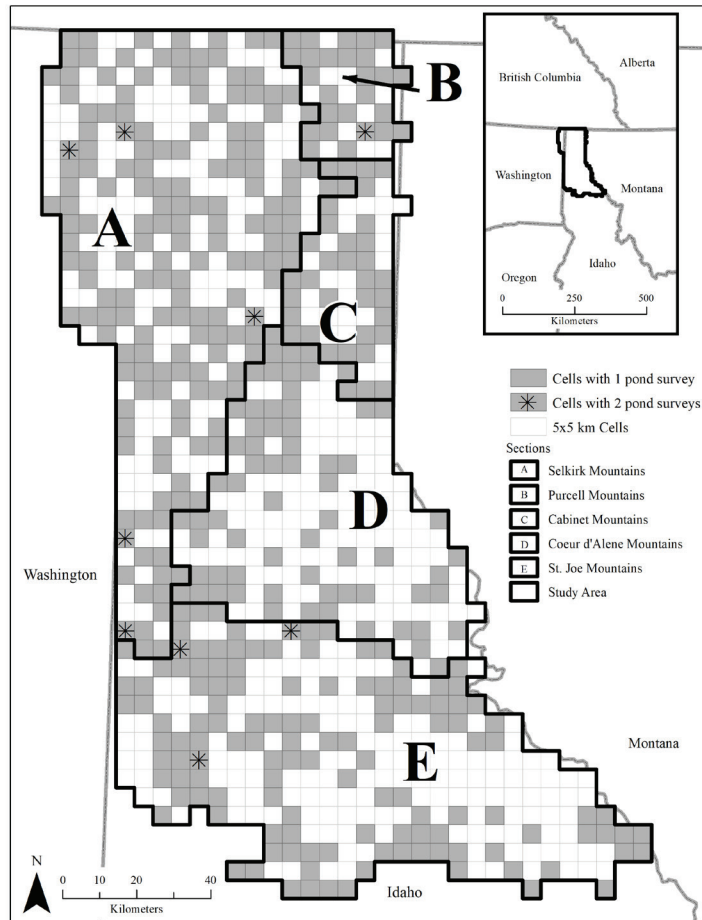 B
A
C
D
E
Washington
Montana
Idaho
N
0 10 20 40
Kilometers
British Columbia
Alberta
Washington
Montana
Idaho
Oregon
0 250 500
Kilometers
Cells with 1 pond survey
Cells with 2 pond surveys
5x5 km Cells
Sections
A Selkirk Mountains
B Purcell Mountains
C Cabinet Mountains
D Coeur d'Alene Mountains
E St. Joe Mountains
Study Area